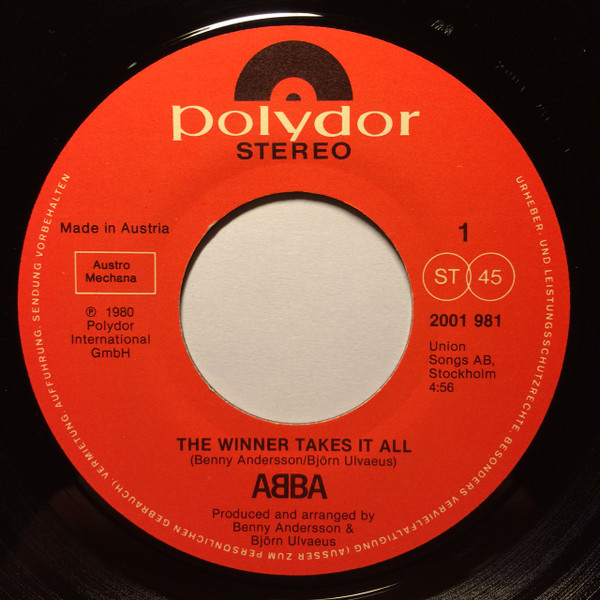 polydor
STEREO
Made in Austria
Austro
Mechana
℗ 1980
Polydor
International
GmbH
1
ST 45
2001 981
Union
Songs AB,
Stockholm
4:56
THE WINNER TAKES IT ALL
(Benny Andersson/Björn Ulvaeus)
ABBA
Produced and arranged by
Benny Andersson &
Björn Ulvaeus
URHEBER- UND LEISTUNGSSCHUTZRECHTE BESONDERS VERVIELFÄLTIGUNG (AUSSER ZUM PERSÖNLICHEN GEBRAUCH), VERMIETUNG, AUFFÜHRUNG, SENDUNG VORBEHALTEN